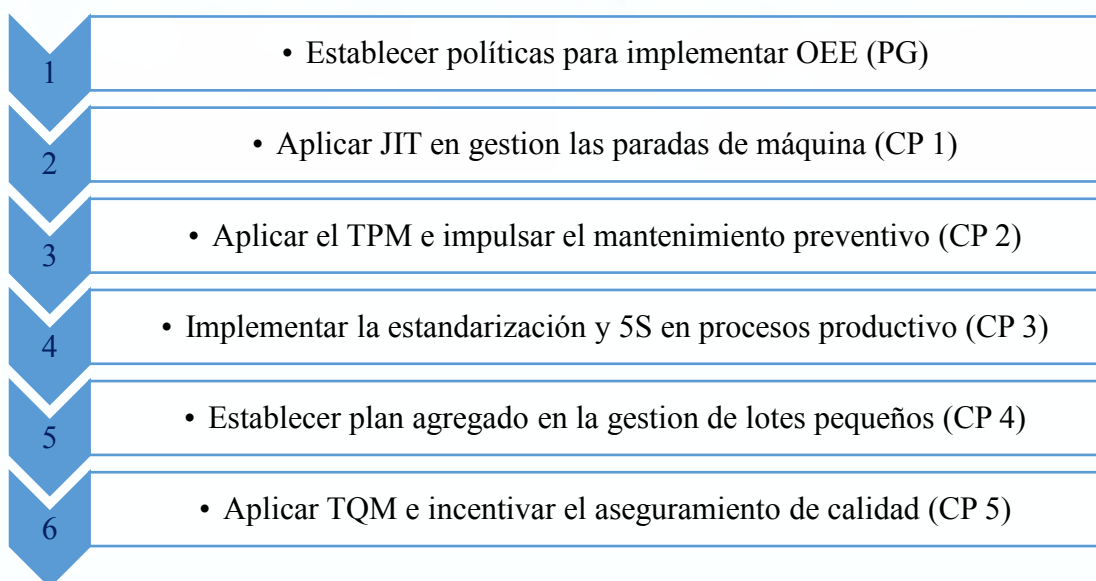 1
• Establecer políticas para implementar OEE (PG)
2
• Aplicar JIT en gestion las paradas de máquina (CP 1)
3
• Aplicar el TPM e impulsar el mantenimiento preventivo (CP 2)
4
• Implementar la estandarización y 5S en procesos productivo (CP 3)
5
• Establecer plan agregado en la gestion de lotes pequeños (CP 4)
6
• Aplicar TQM e incentivar el aseguramiento de calidad (CP 5)